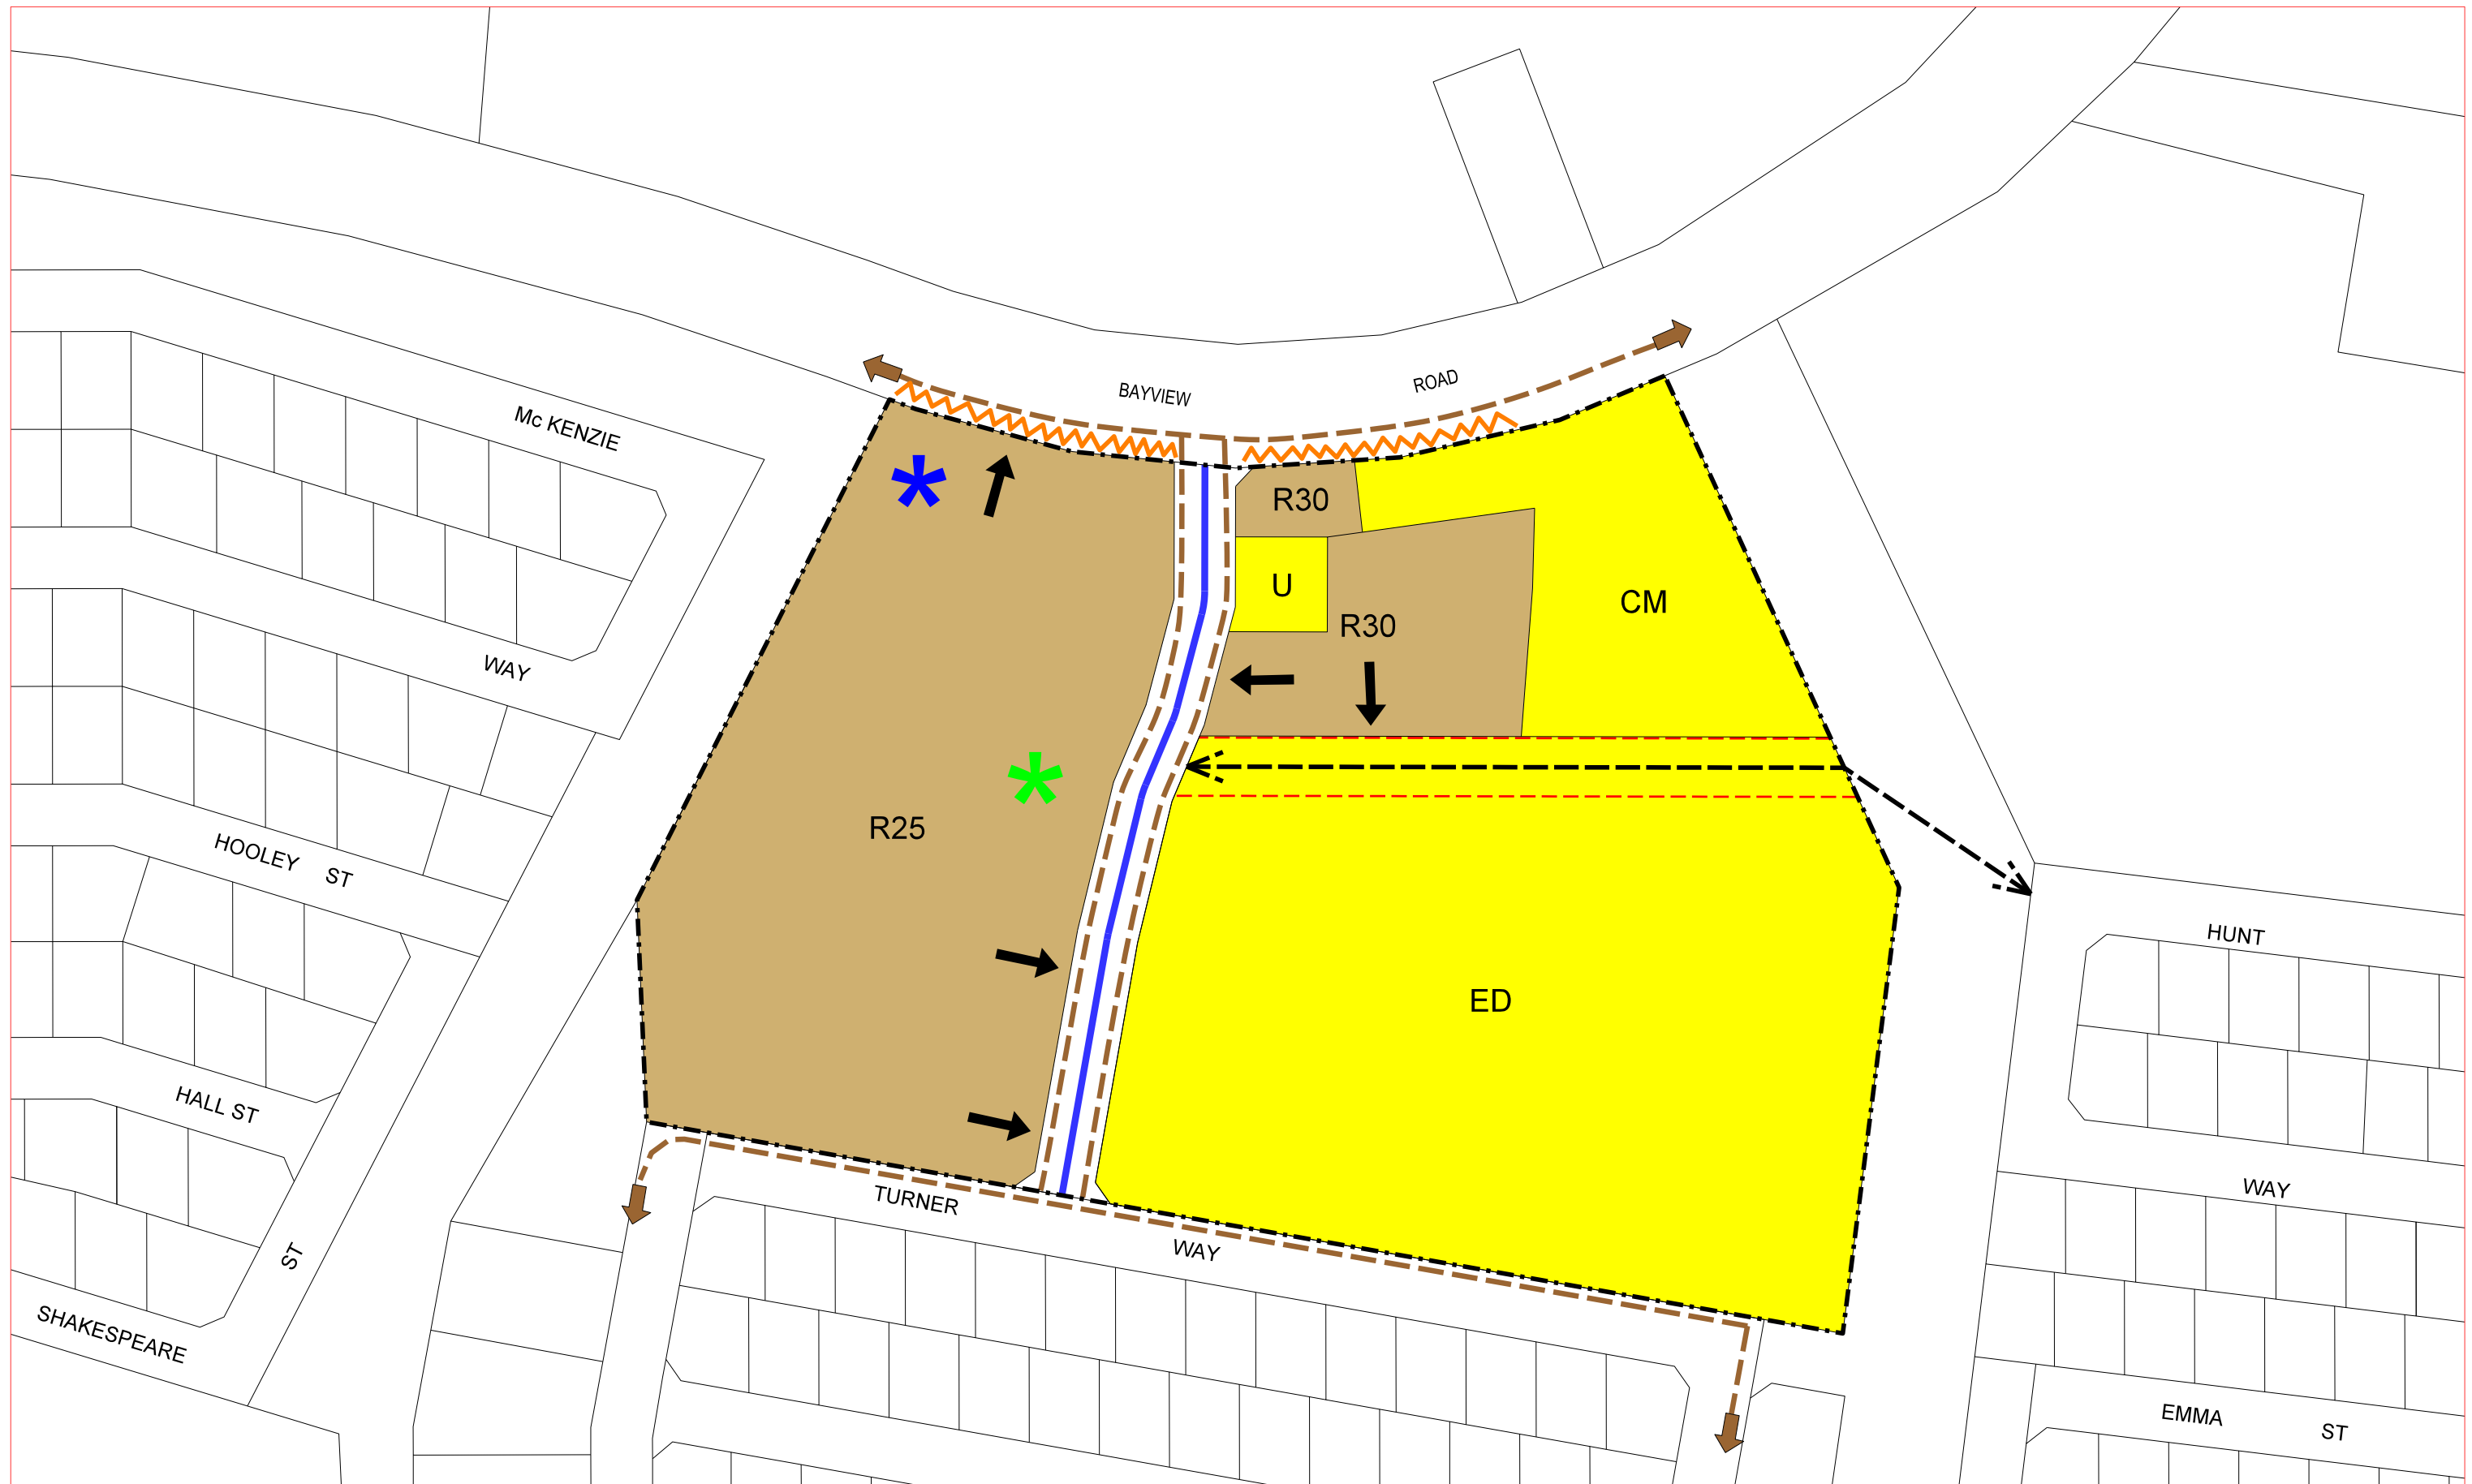 BAYVIEW
ROAD
Mc KENZIE
WAY
R30
U
CM
R30
R25
HOOLEY ST
HUNT
WAY
ED
HALL ST
TURNER
WAY
ST
SHAKESPEARE
EMMA ST